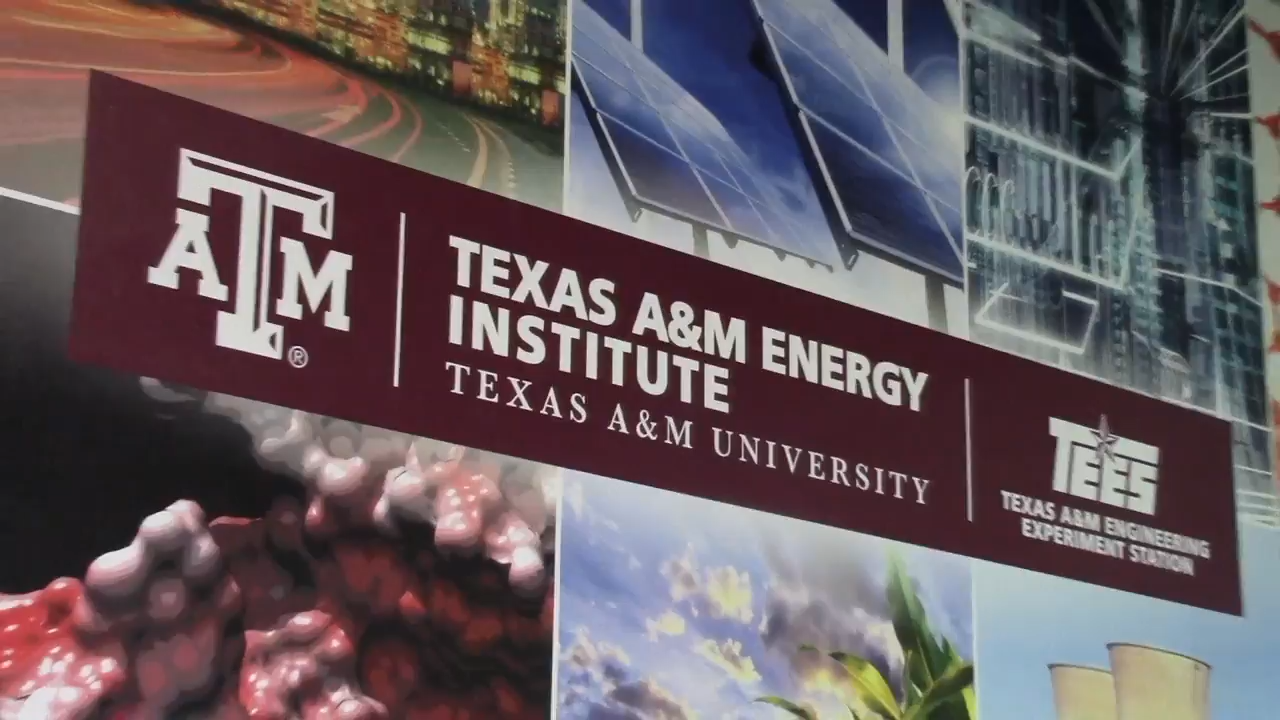 ATM
®
TEXAS A&M ENERGY
INSTITUTE
TEXAS A&M UNIVERSITY
TEES
TEXAS A&M ENGINEERING
EXPERIMENT STATION